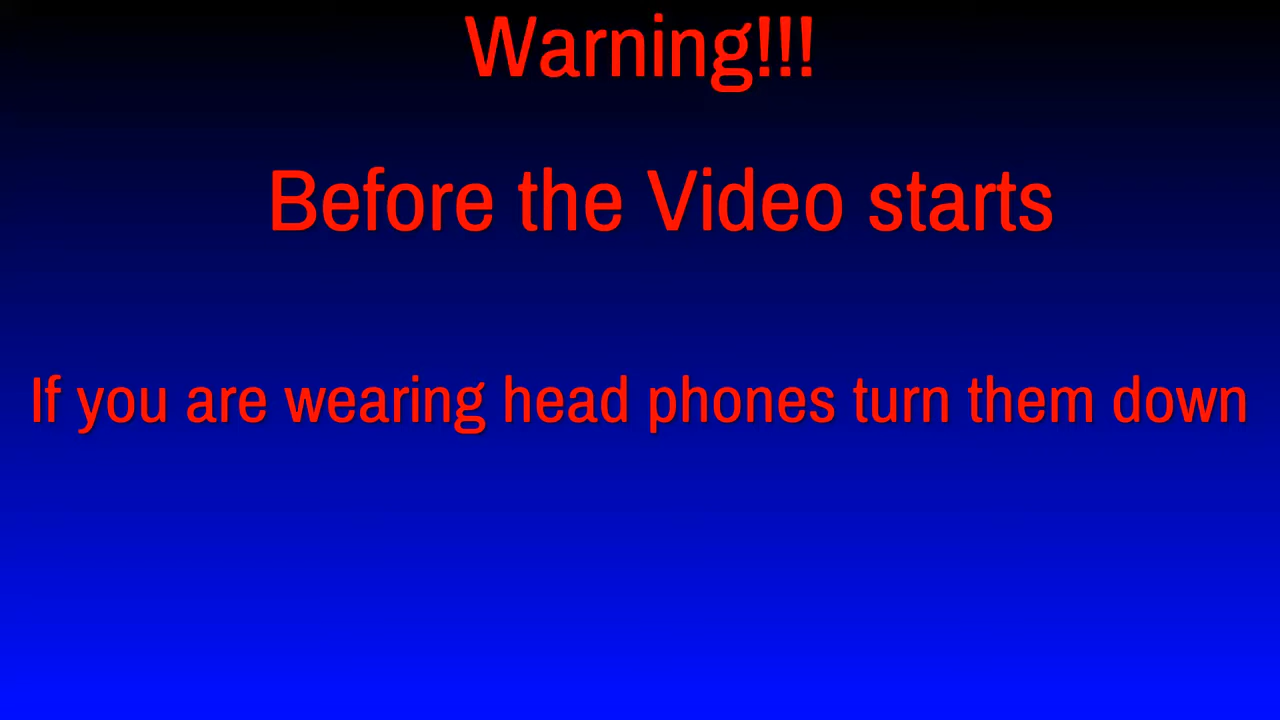 Warning!!!
Before the Video starts
If you are wearing head phones turn them down